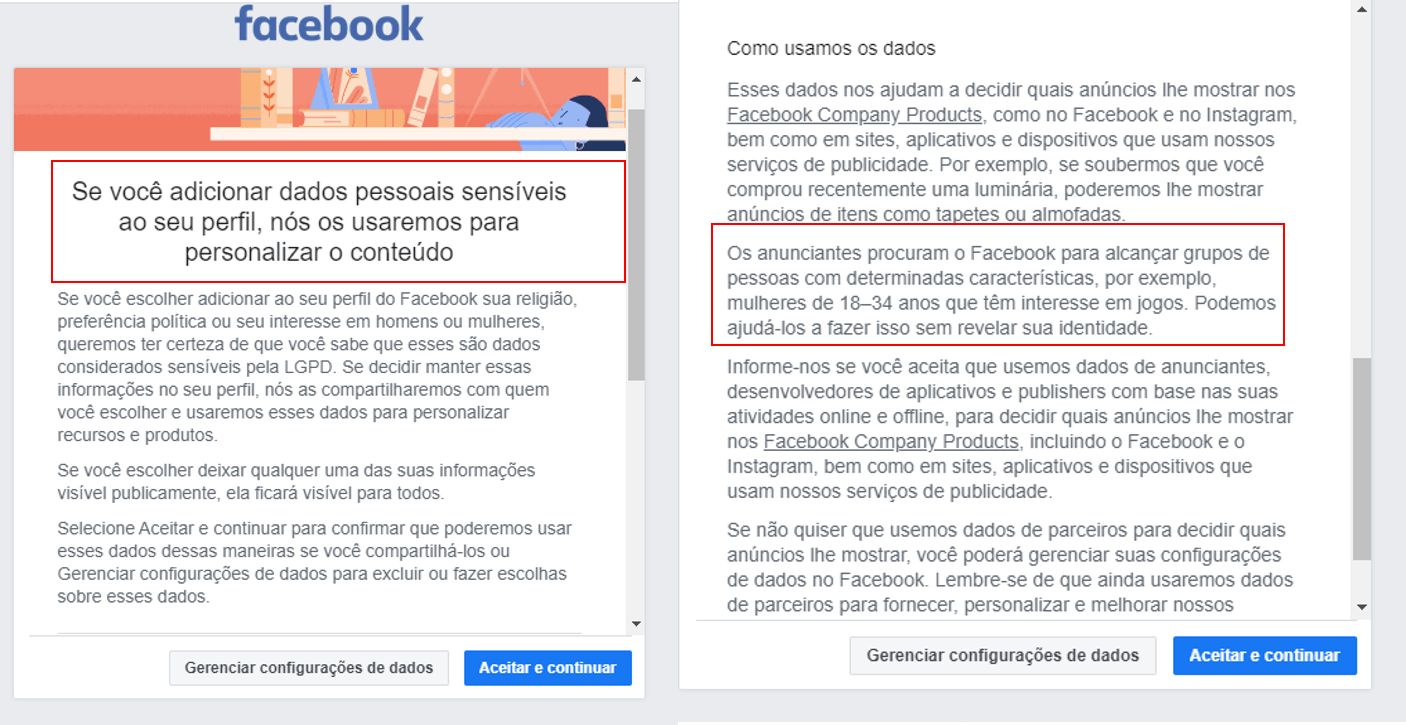 facebook
Se você adicionar dados pessoais sensíveis
ao seu perfil, nós os usaremos para
personalizar o conteúdo
Se você escolher adicionar ao seu perfil do Facebook sua religião,
preferência política ou seu interesse em homens ou mulheres,
queremos ter certeza de que você sabe que esses são dados
considerados sensíveis pela LGPD. Se decidir manter essas
informações no seu perfil, nós as compartilharemos com quem
você escolher e usaremos esses dados para personalizar
recursos e produtos.
Se você escolher deixar qualquer uma das suas informações
visível publicamente, ela ficará visível para todos.
Selecione Aceitar e continuar para confirmar que poderemos usar
esses dados dessas maneiras se você compartilhá-los ou
Gerenciar configurações de dados para excluir ou fazer escolhas
sobre esses dados.
Gerenciar configurações de dados
Aceitar e continuar
Como usamos os dados
Esses dados nos ajudam a decidir quais anúncios lhe mostrar nos
Facebook Company Products, como no Facebook e no Instagram,
bem como em sites, aplicativos e dispositivos que usam nossos
serviços de publicidade. Por exemplo, se soubermos que você
comprou recentemente uma luminária, poderemos lhe mostrar
anúncios de itens como tapetes ou almofadas.
Os anunciantes procuram o Facebook para alcançar grupos de
pessoas com determinadas características, por exemplo,
mulheres de 18–34 anos que têm interesse em jogos. Podemos
ajudá-los a fazer isso sem revelar sua identidade.
Informe-nos se você aceita que usemos dados de anunciantes,
desenvolvedores de aplicativos e publishers com base nas suas
atividades online e offline, para decidir quais anúncios lhe mostrar
nos Facebook Company Products, incluindo o Facebook e o
Instagram, bem como em sites, aplicativos e dispositivos que
usam nossos serviços de publicidade.
Se não quiser que usemos dados de parceiros para decidir quais
anúncios lhe mostrar, você poderá gerenciar suas configurações
de dados no Facebook. Lembre-se de que ainda usaremos dados
de parceiros para fornecer, personalizar e melhorar nossos
Gerenciar configurações de dados
Aceitar e continuar